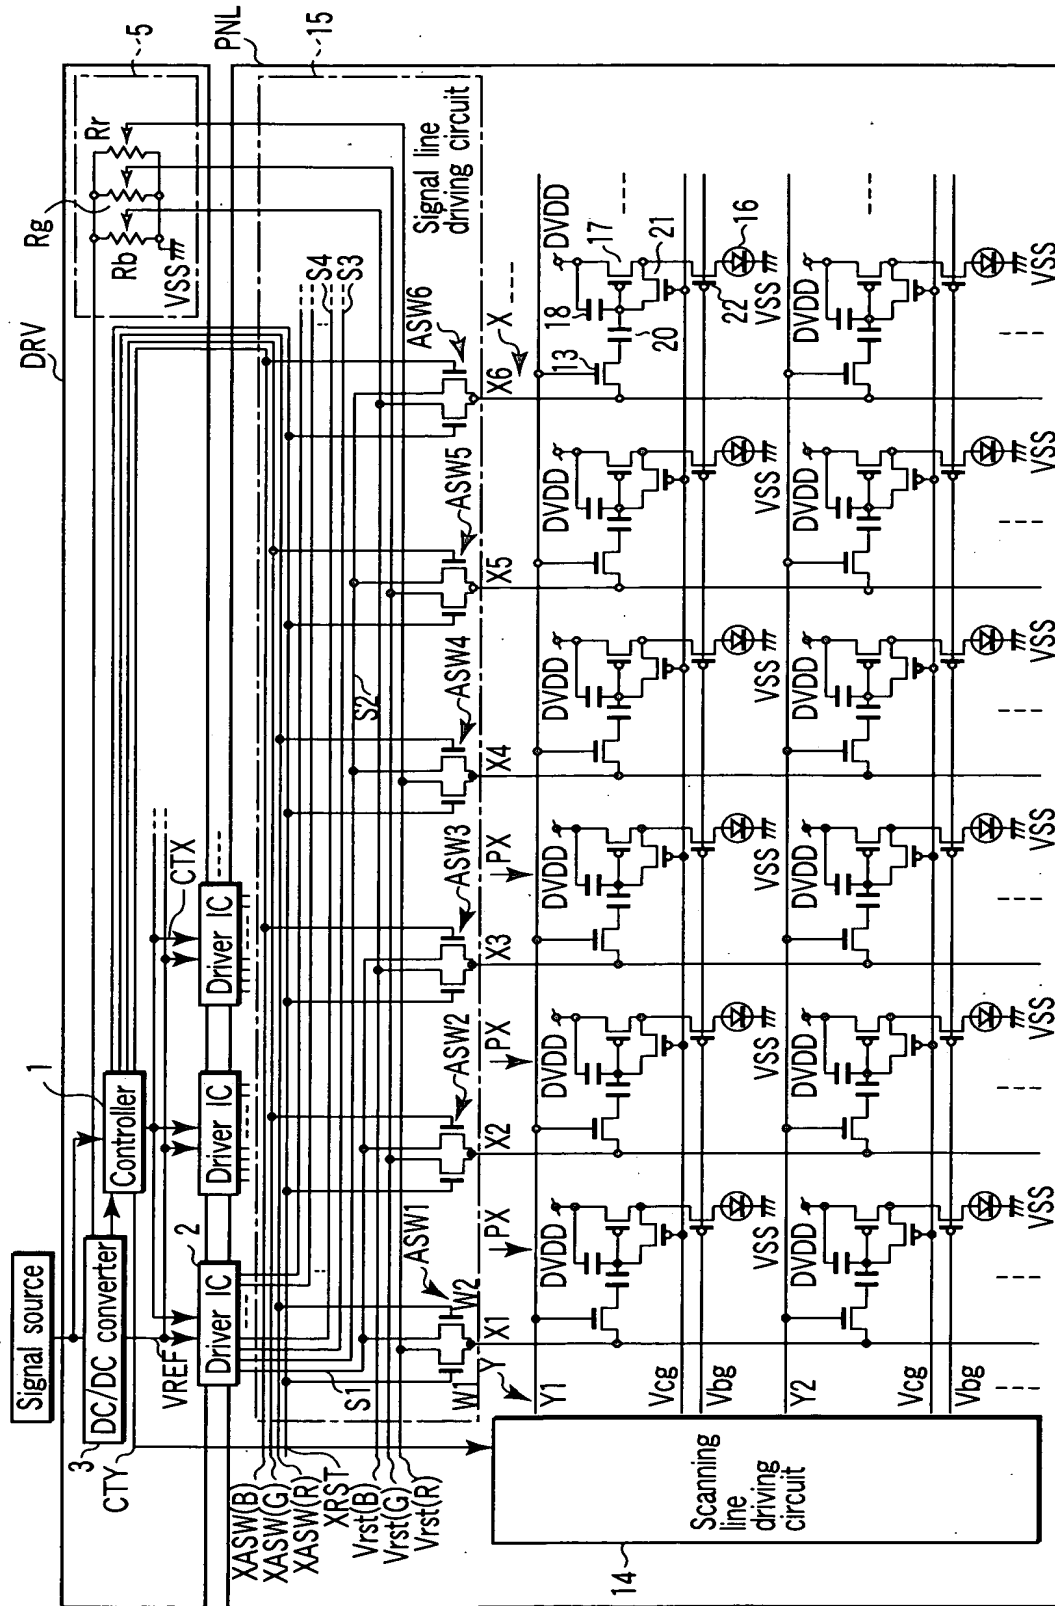 Signal source
DRV
1
3
DC/DC converter
Controller
Rg
Rb
Rr
VSS
5
CTY
VREF
2
CTX
Driver IC
Driver IC
Driver IC
PNL
15
XASW(B)
XASW(G)
XASW(R)
XRST
Vrst(B)
Vrst(G)
Vrst(R)
S1
S2
S4
S3
Signal line
driving circuit
W1
W2
ASW1
ASW2
ASW3
ASW4
ASW5
ASW6
Y
X1
X2
X3
X4
X5
X6
X
PX
PX
PX
Y1
DVDD
DVDD
DVDD
DVDD
DVDD
DVDD
13
18
17
20
21
22
16
Vcg
Vbg
VSS
VSS
VSS
VSS
VSS
VSS
Y2
DVDD
DVDD
DVDD
DVDD
DVDD
DVDD
Vcg
Vbg
VSS
VSS
VSS
VSS
VSS
VSS
14
Scanning
line
driving
circuit